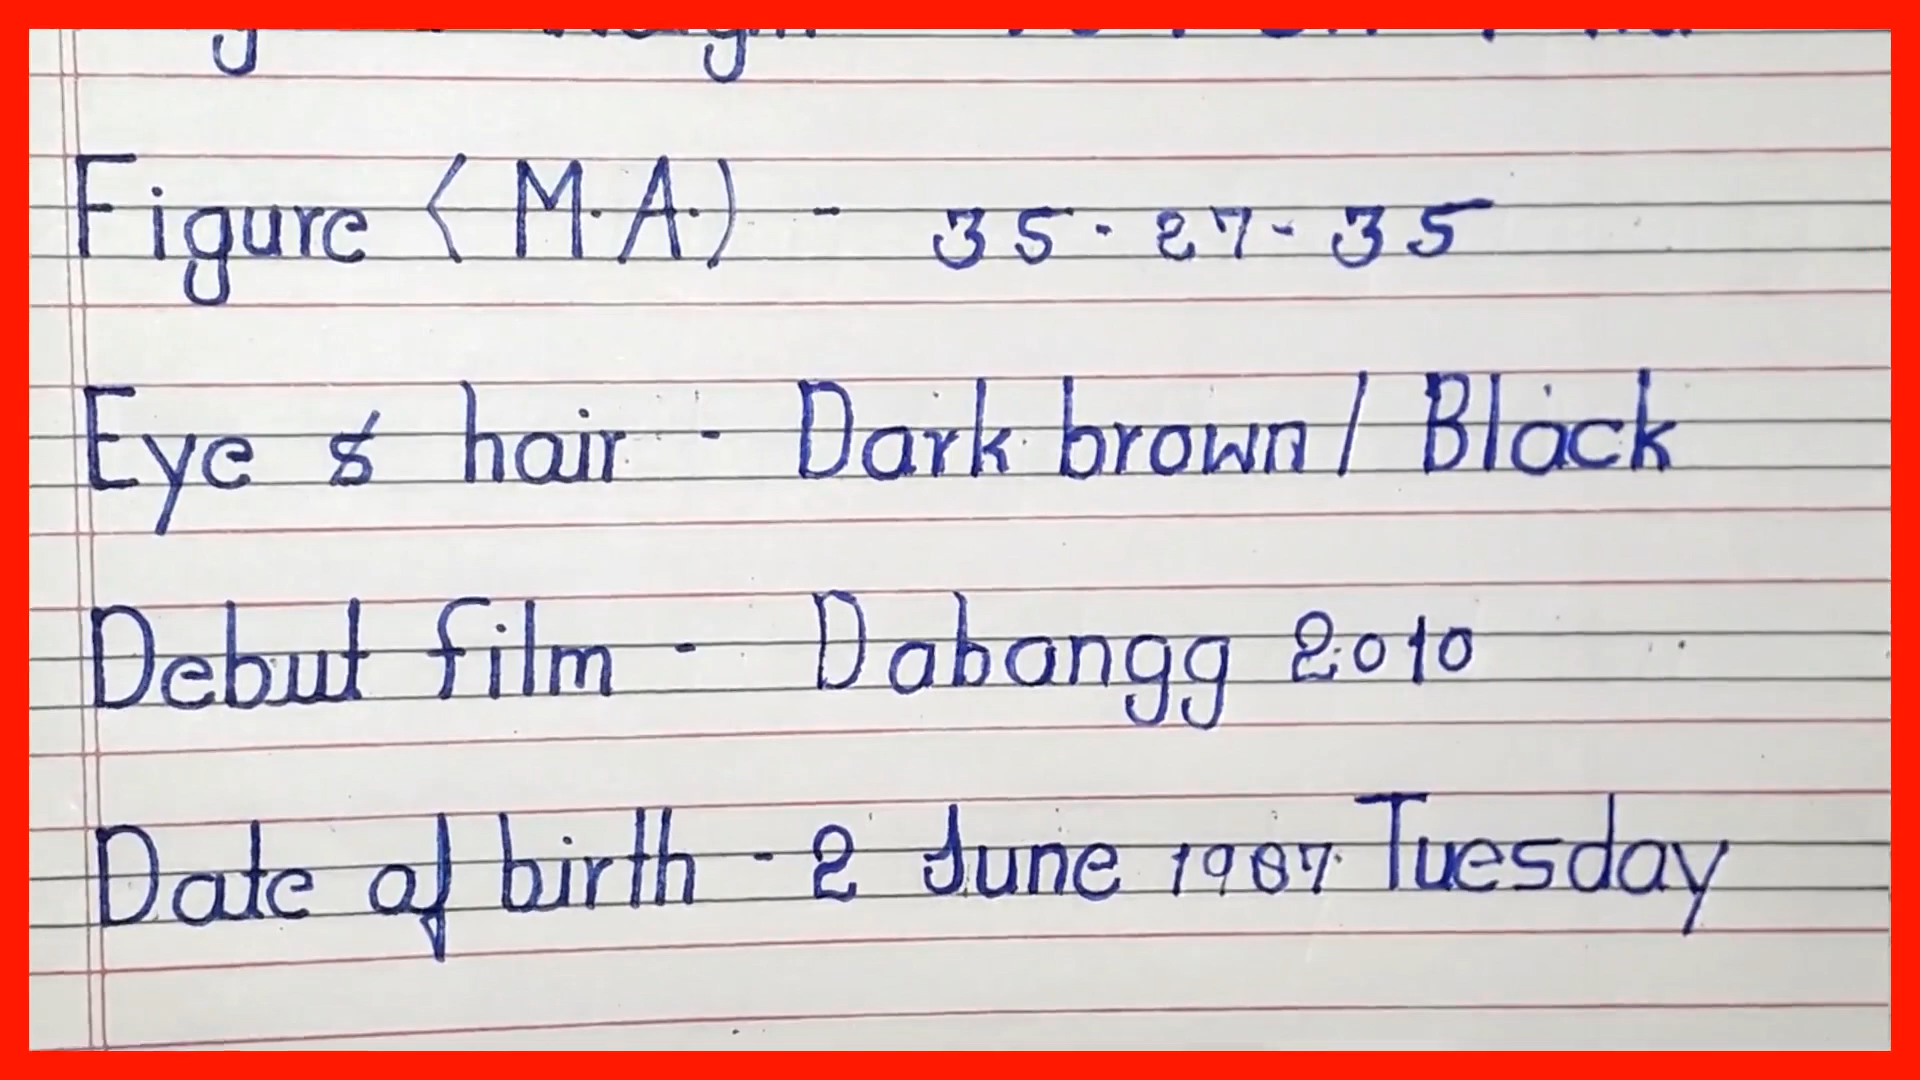 Figure (M.A.) - 35-27-35
Eye & hair - Dark brown / Black
Debut film - Dabangg 2010
Date of birth - 2 June 1987 Tuesday